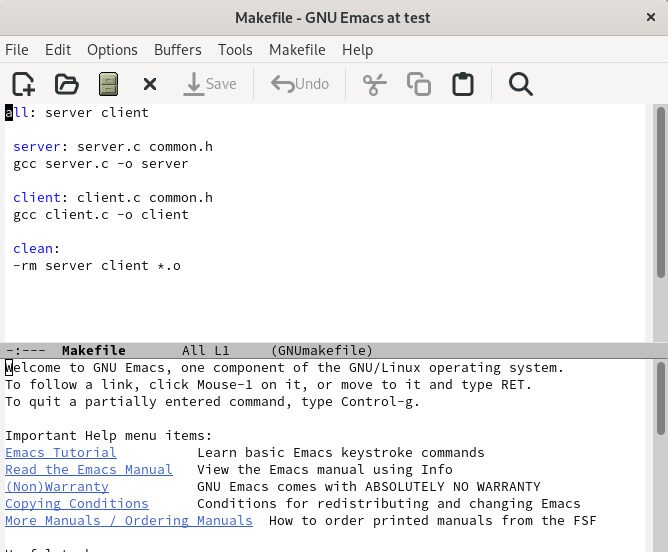 Makefile - GNU Emacs at test
File Edit Options Buffers Tools Makefile Help
Save Undo
all: server client
server: server.c common.h
gcc server.c -o server
client: client.c common.h
gcc client.c -o client
clean:
-rm server client *.o
-:--- Makefile All L1 (GNUmakefile)
Welcome to GNU Emacs, one component of the GNU/Linux operating system.
To follow a link, click Mouse-1 on it, or move to it and type RET.
To quit a partially entered command, type Control-g.
Important Help menu items:
Emacs Tutorial Learn basic Emacs keystroke commands
Read the Emacs Manual View the Emacs manual using Info
(Non)Warranty GNU Emacs comes with ABSOLUTELY NO WARRANTY
Copying Conditions Conditions for redistributing and changing Emacs
More Manuals / Ordering Manuals How to order printed manuals from the FSF